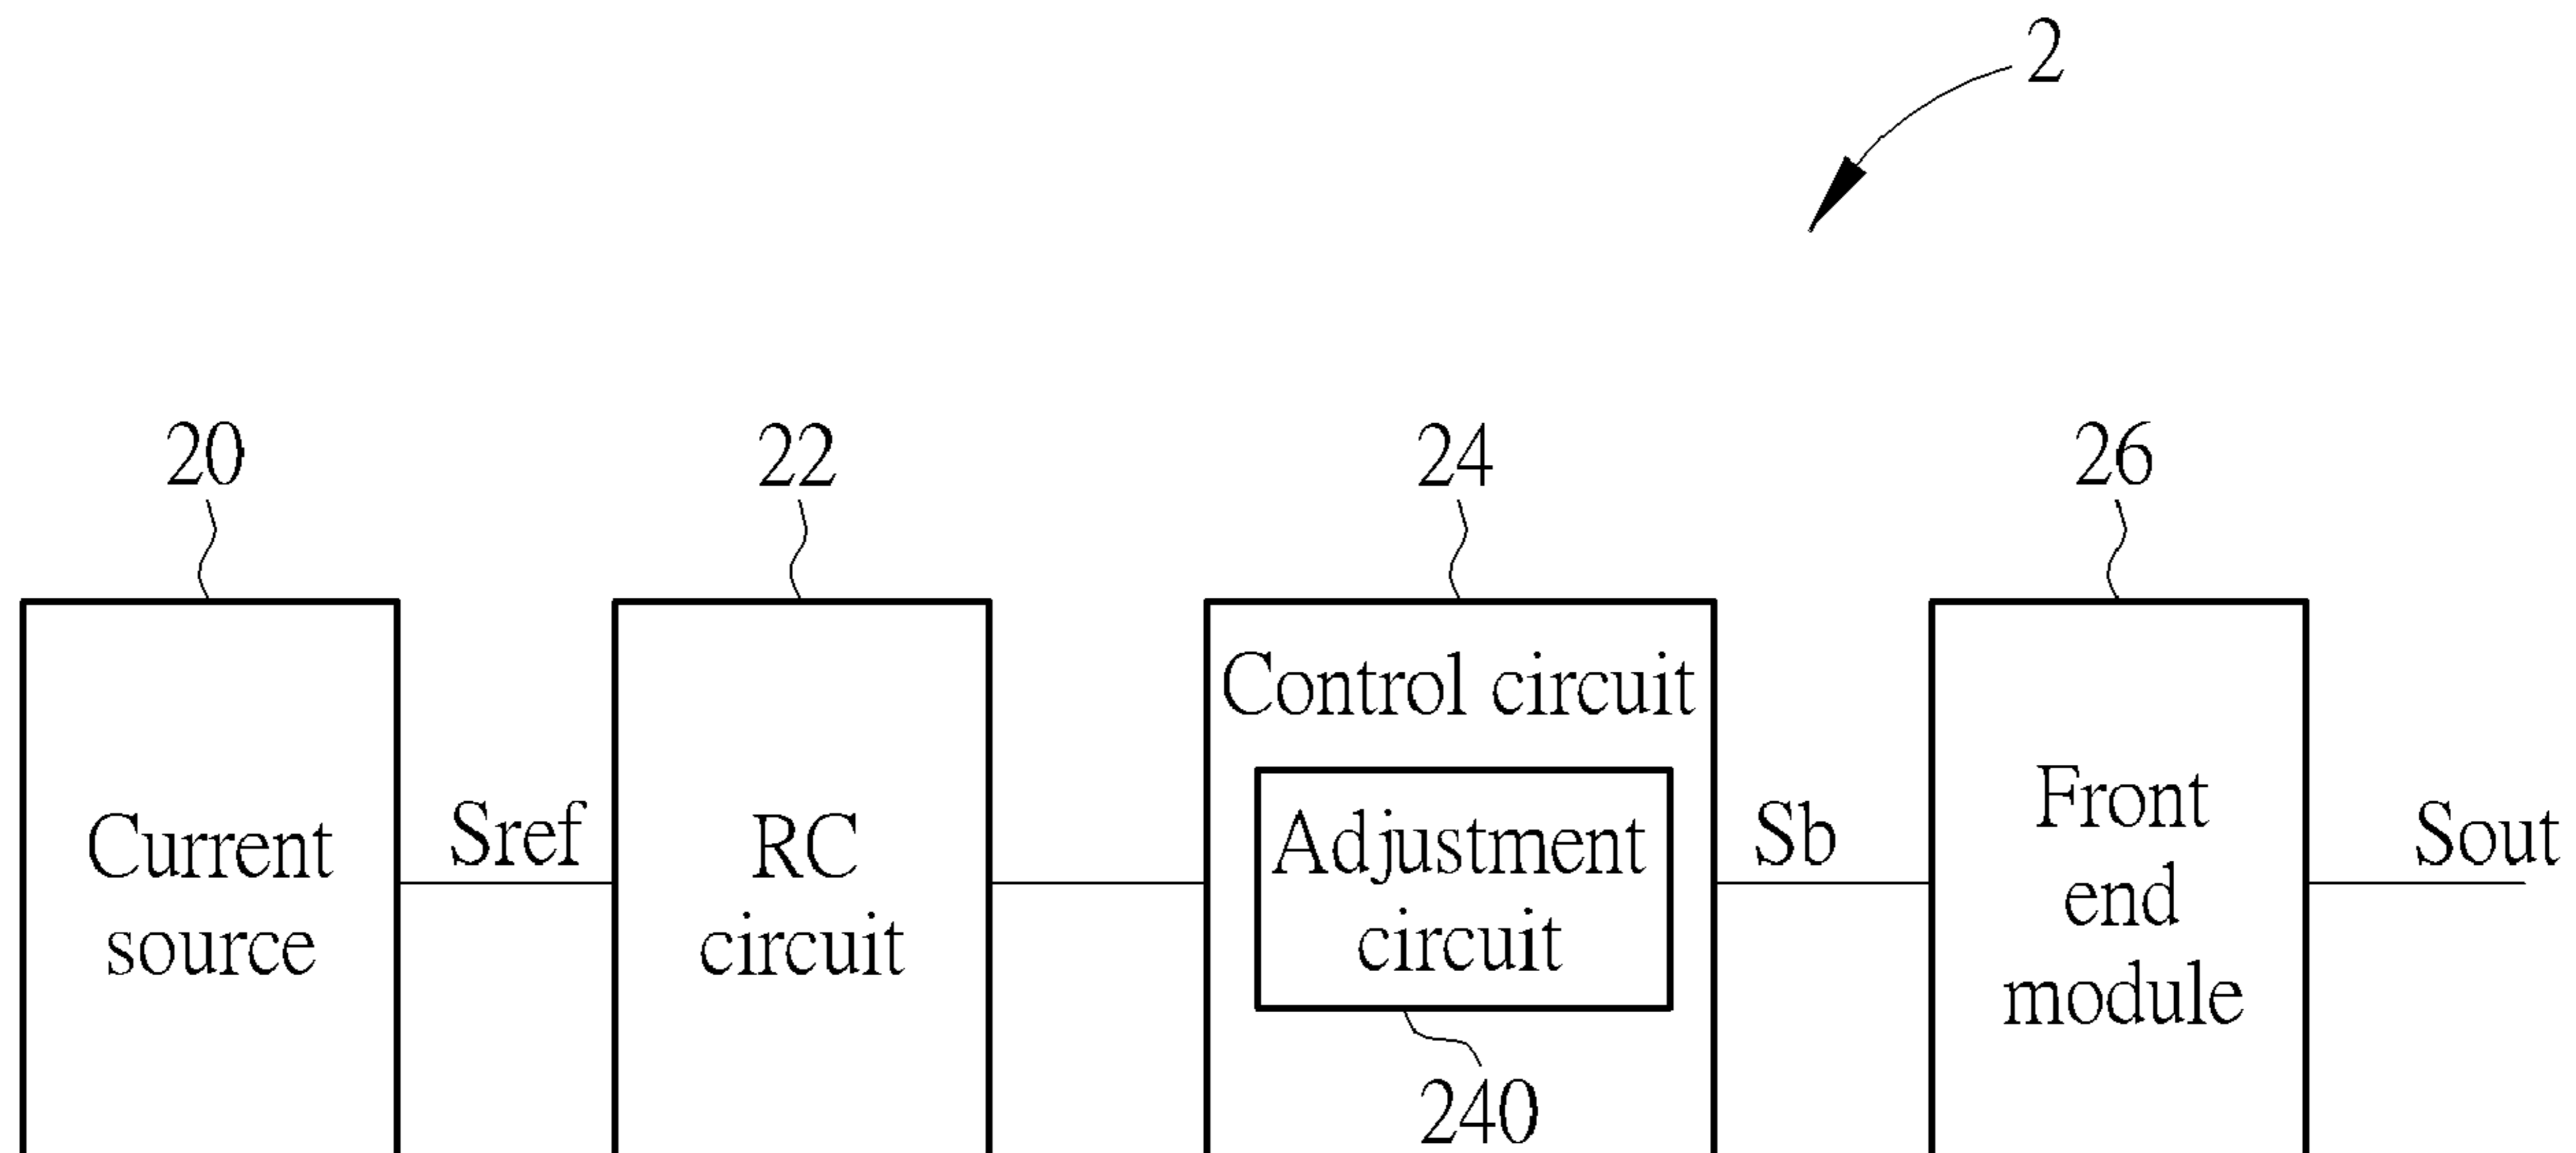 2
20
22
24
26
Control circuit
Current
source
Sref
RC
circuit
Adjustment
circuit
240
Sb
Front
end
module
Sout